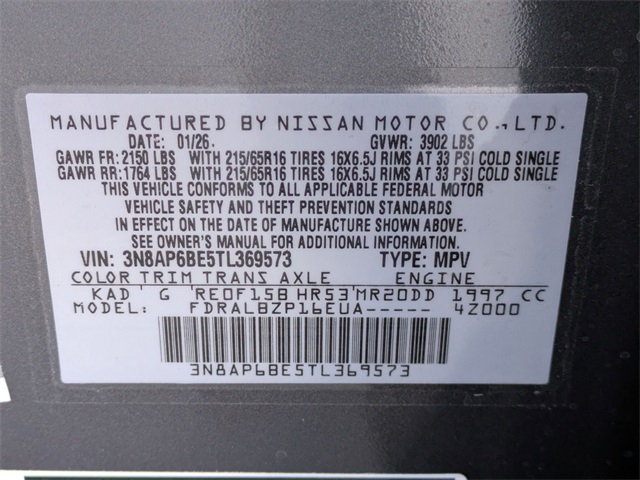 MANUFACTURED BY NISSAN MOTOR CO., LTD.
DATE: 01/26. GVWR: 3902 LBS
GAWR FR: 2150 LBS WITH 215/65R16 TIRES 16X6.5J RIMS AT 33 PSI COLD SINGLE
GAWR RR: 1764 LBS WITH 215/65R16 TIRES 16X6.5J RIMS AT 33 PSI COLD SINGLE
THIS VEHICLE CONFORMS TO ALL APPLICABLE FEDERAL MOTOR
VEHICLE SAFETY AND THEFT PREVENTION STANDARDS
IN EFFECT ON THE DATE OF MANUFACTURE SHOWN ABOVE.
SEE OWNER'S MANUAL FOR ADDITIONAL INFORMATION
VIN: 3N8AP6BE5TL369573 TYPE: MPV
COLOR TRIM TRANS AXLE ENGINE
KAD G RE0F15B HR53 MR20DD 1997 CC
MODEL: FDRALBZP16EUA----- 4Z000
3N8AP6BE5TL369573